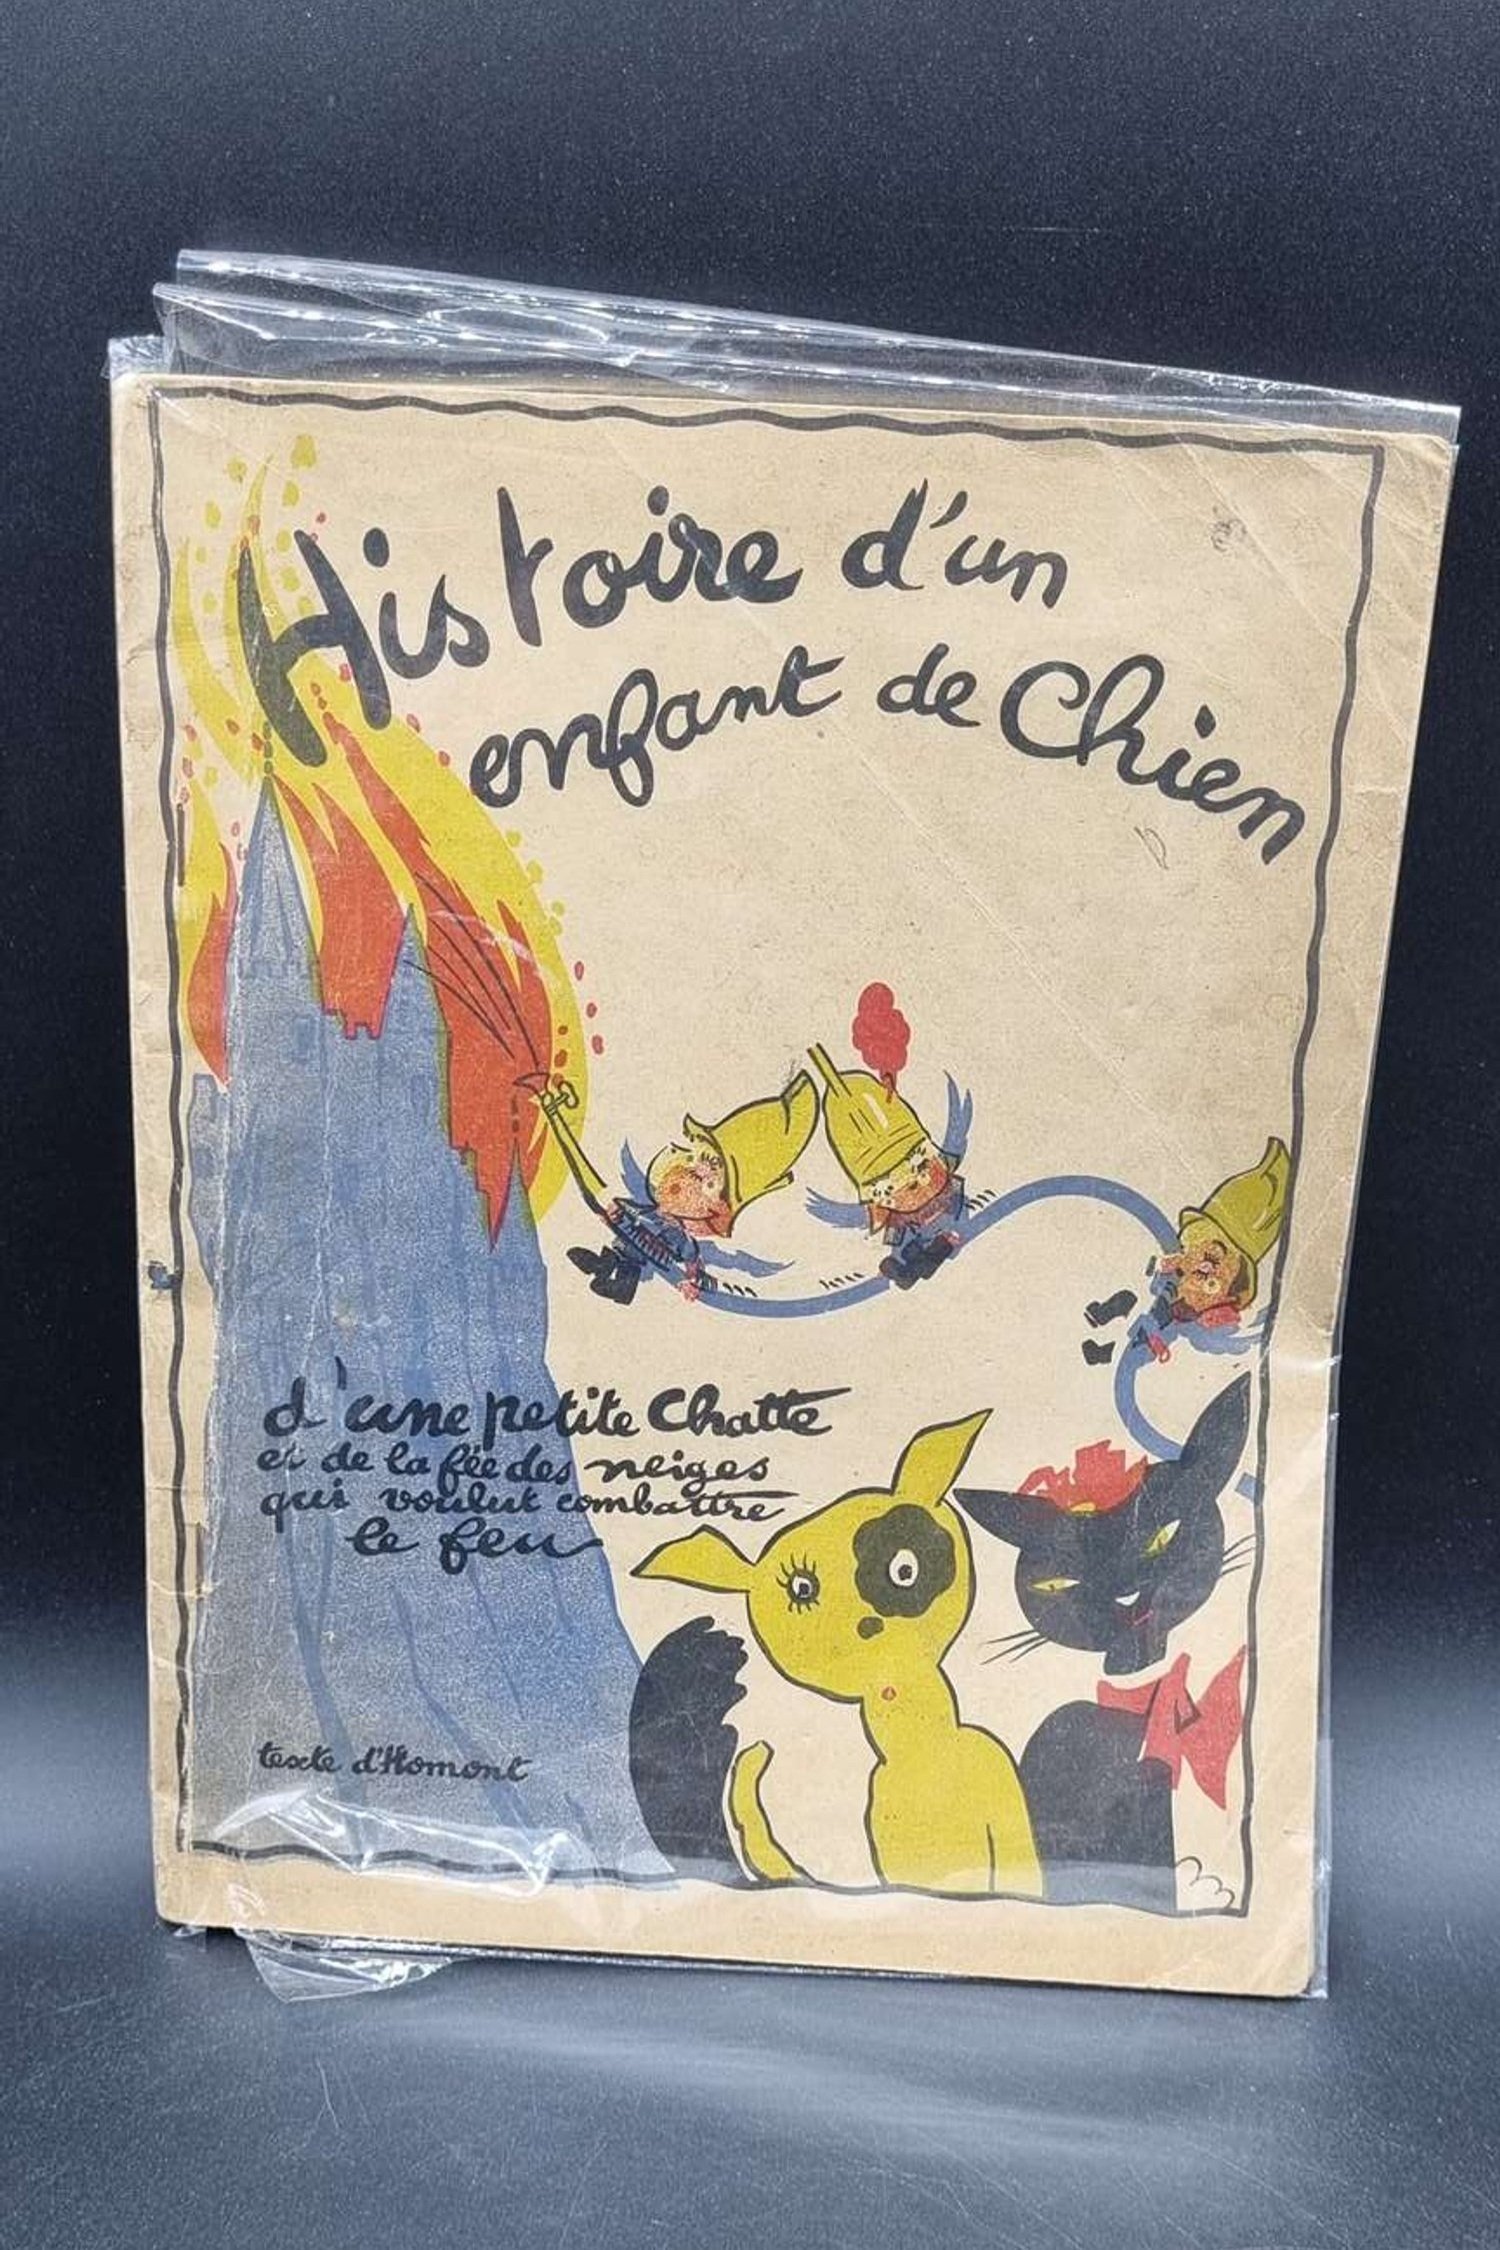 Histoire d'un
enfant de Chien
d'une petite Chatte
et de la fée des neiges
qui voulut combattre
le feu
texte d'Homont